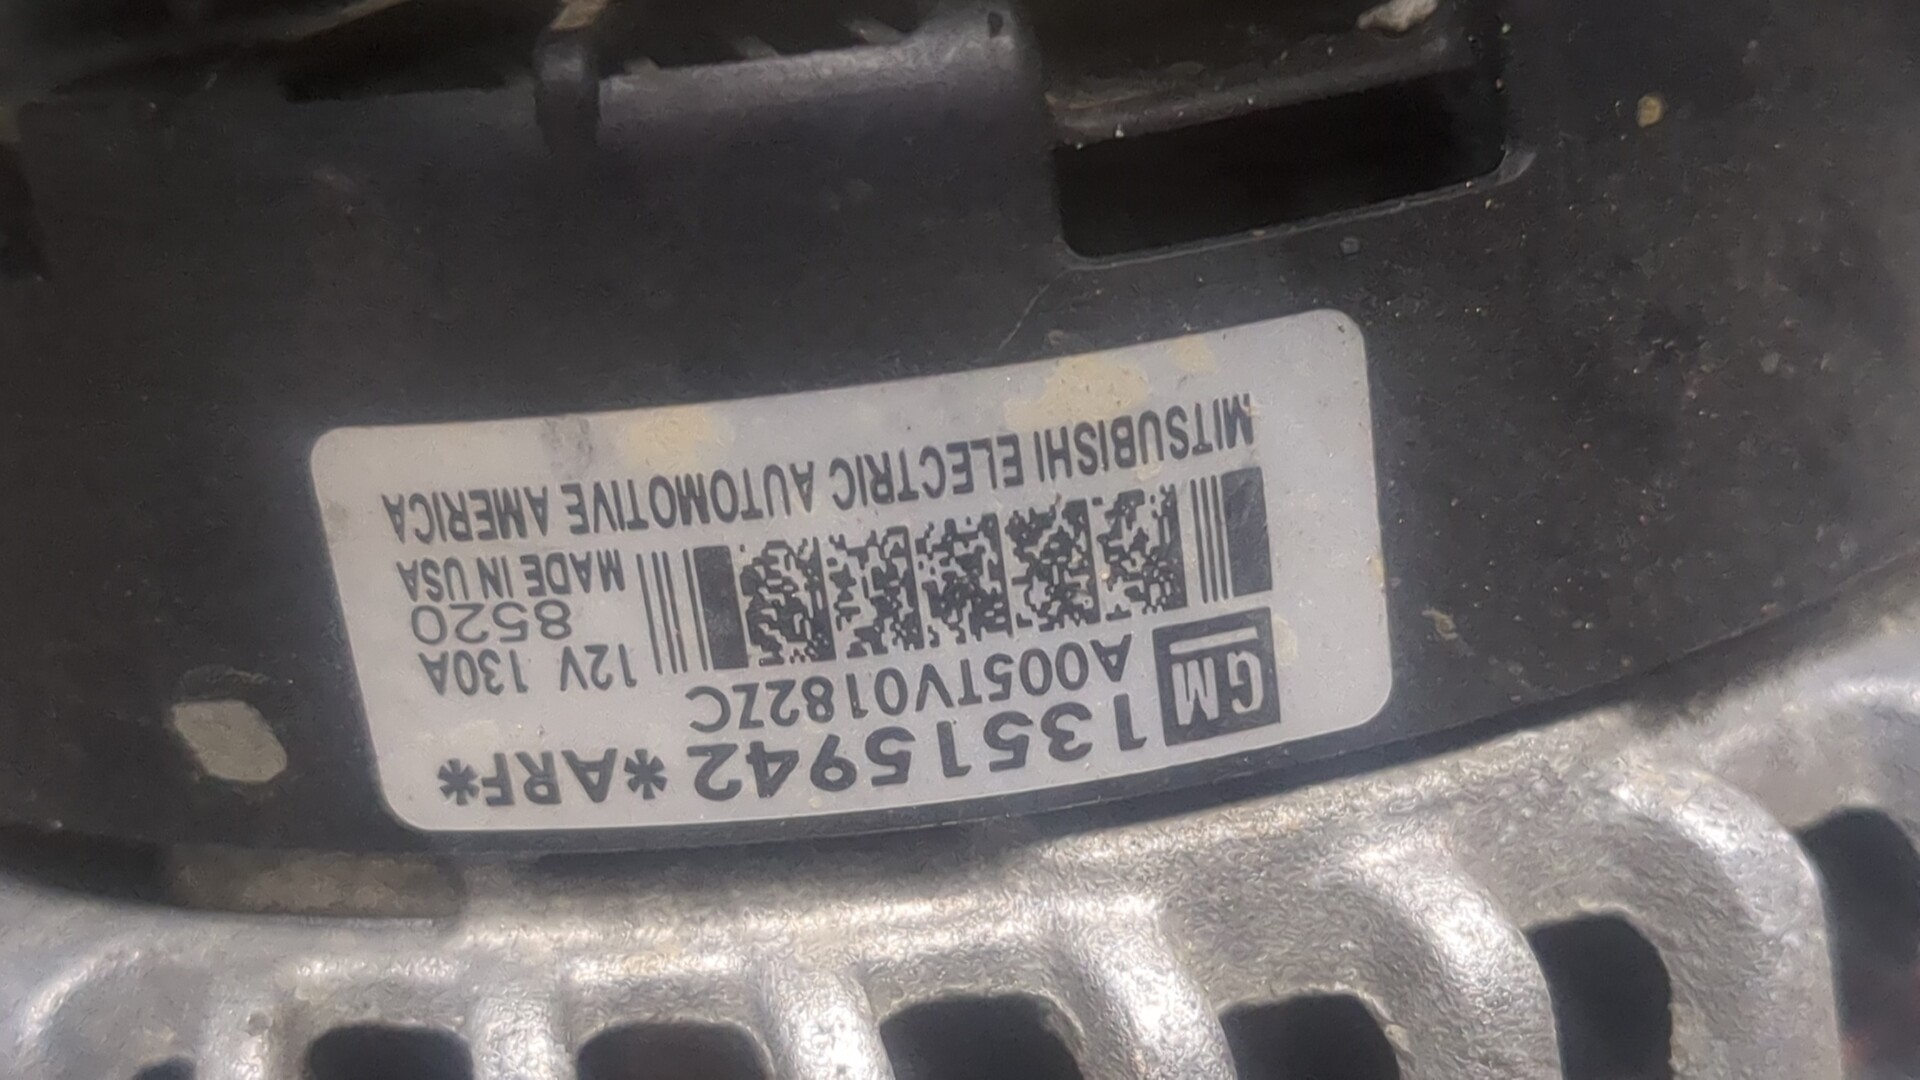 GM 13515942 *ARF*
A005TV0182ZC
12V 130A
8520
MADE IN USA
MITSUBISHI ELECTRIC AUTOMOTIVE AMERICA